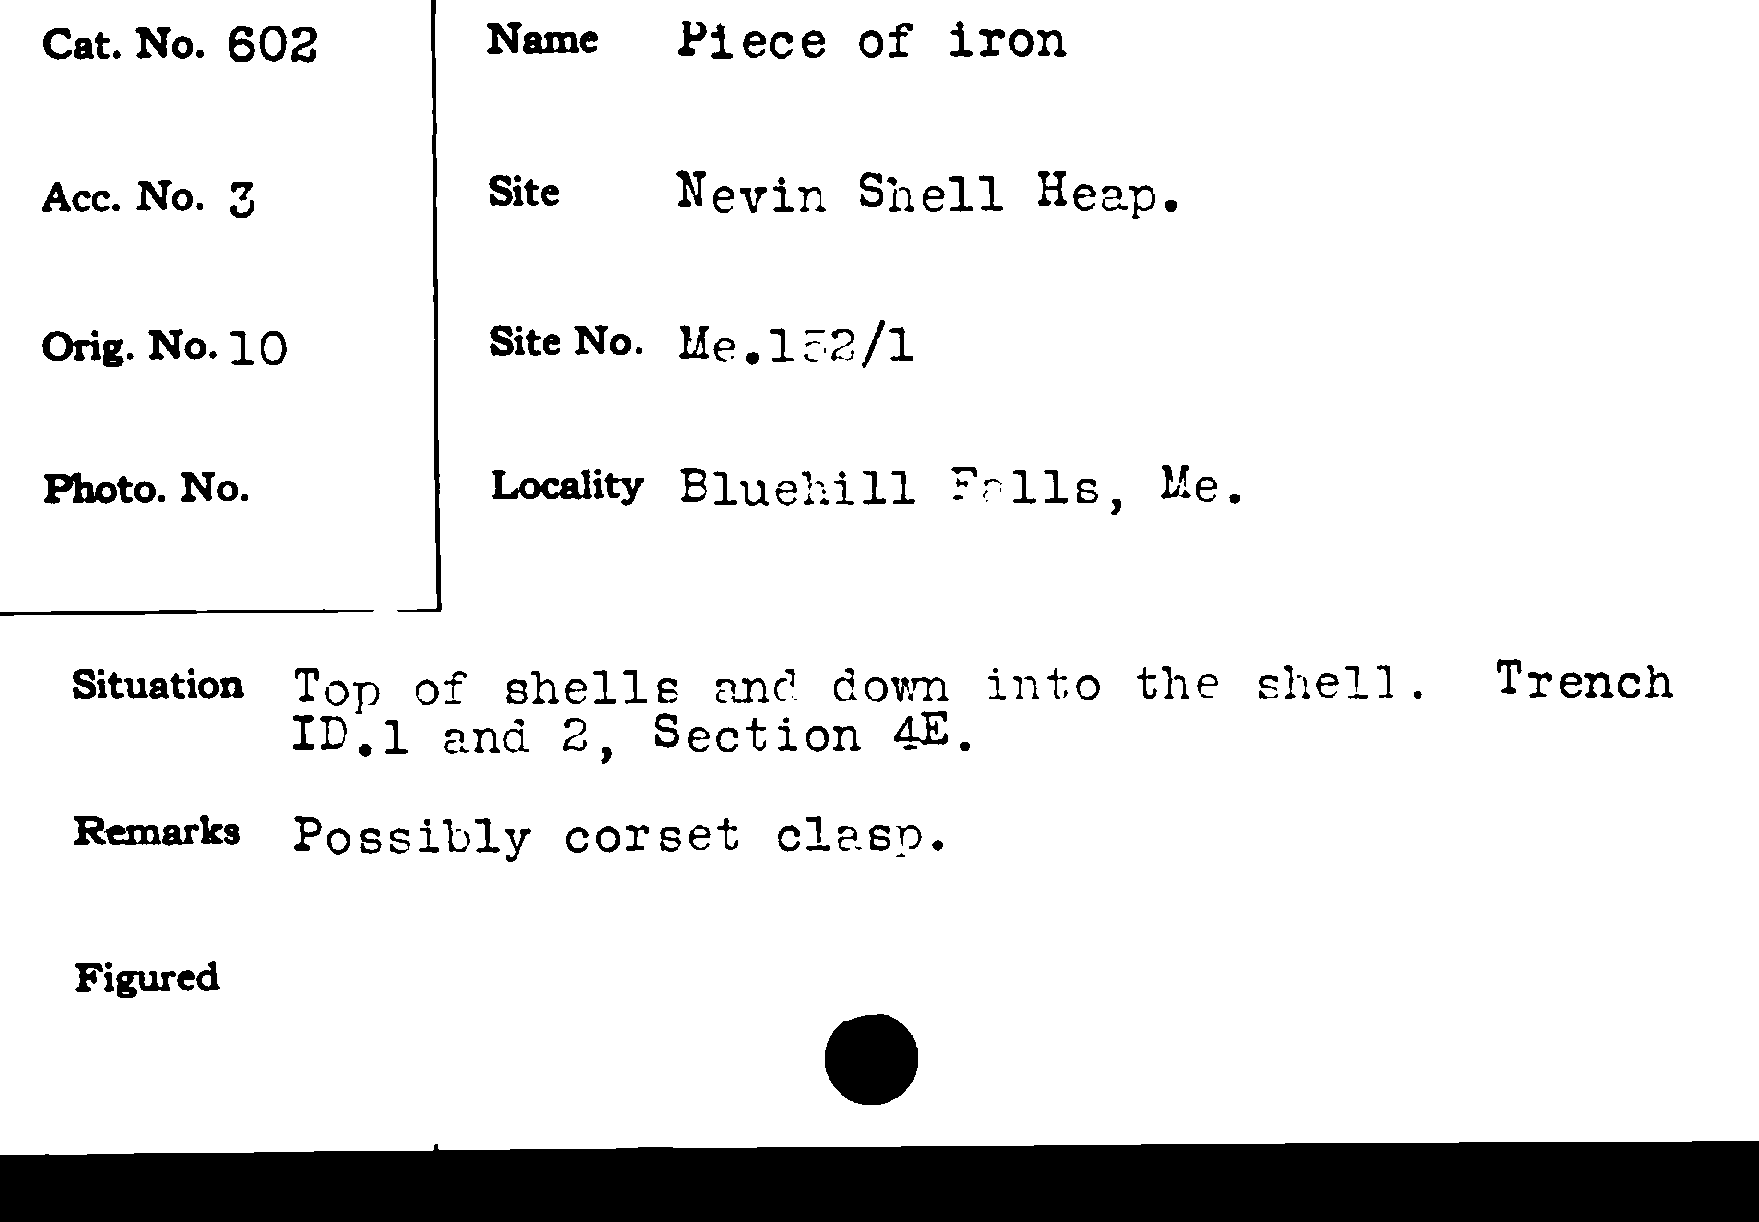 Cat. No. 602
Name Piece of iron
Acc. No. 3
Site Nevin Shell Heap.
Orig. No. 10
Site No. Me.152/1
Photo. No.
Locality Bluehill Falls, Me.
Situation Top of shells and down into the shell. Trench
ID.1 and 2, Section 4E.
Remarks Possibly corset clasp.
Figured